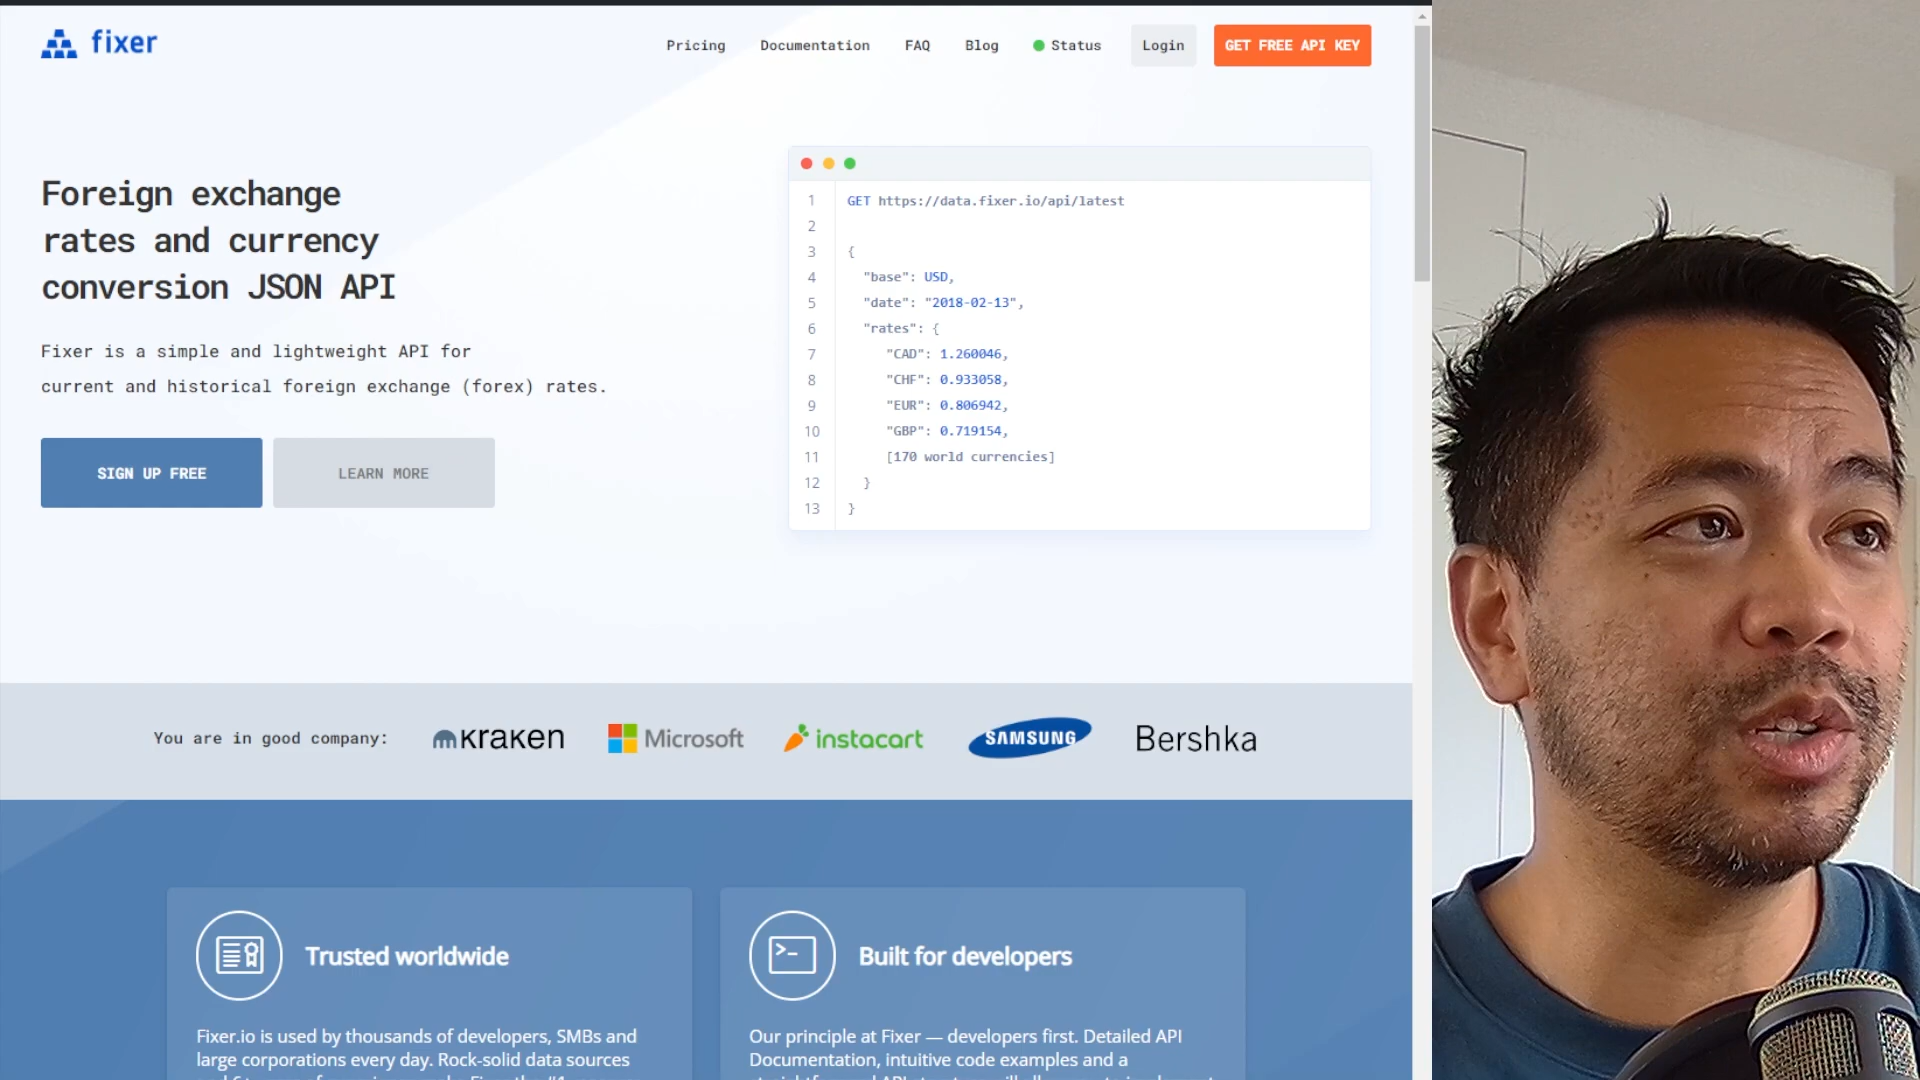 fixer
Pricing
Documentation
FAQ
Blog
Status
Login
GET FREE API KEY
Foreign exchange
rates and currency
conversion JSON API
Fixer is a simple and lightweight API for
current and historical foreign exchange (forex) rates.
SIGN UP FREE
LEARN MORE
1 GET https://data.fixer.io/api/latest
2
3 {
4 "base": USD,
5 "date": "2018-02-13",
6 "rates": {
7 "CAD": 1.260046,
8 "CHF": 0.933058,
9 "EUR": 0.806942,
10 "GBP": 0.719154,
11 [170 world currencies]
12 }
13 }
You are in good company:
kraken
Microsoft
instacart
SAMSUNG
Bershka
Trusted worldwide
Fixer.io is used by thousands of developers, SMBs and
large corporations every day. Rock-solid data sources
Built for developers
Our principle at Fixer — developers first. Detailed API
Documentation, intuitive code examples and a